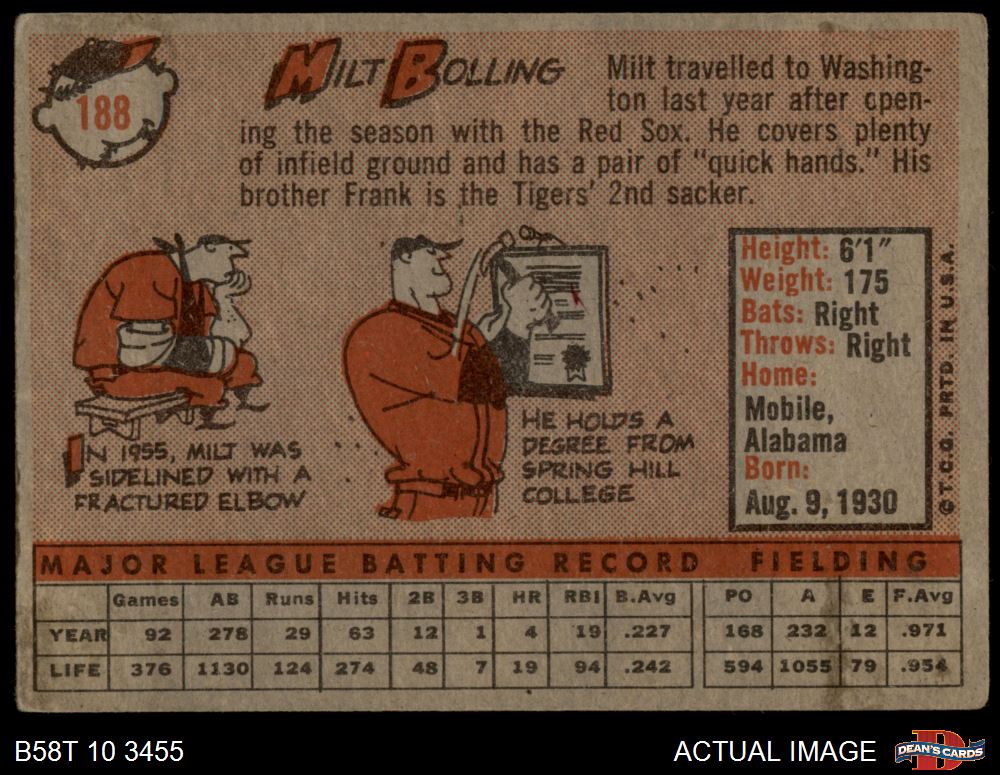 188
MILT BOLLING
Milt travelled to Washing-
ton last year after open-
ing the season with the Red Sox. He covers plenty
of infield ground and has a pair of "quick hands." His
brother Frank is the Tigers' 2nd sacker.
IN 1955, MILT WAS
SIDELINED WITH A
FRACTURED ELBOW
HE HOLDS A
DEGREE FROM
SPRING HILL
COLLEGE
Height: 6'1"
Weight: 175
Bats: Right
Throws: Right
Home:
Mobile,
Alabama
Born:
Aug. 9, 1930
© T.C.G. PRTD. IN U.S.A.
MAJOR LEAGUE BATTING RECORD FIELDING
Games AB Runs Hits 2B 3B HR RBI B.Avg PO A E F.Avg
YEAR 92 278 29 63 12 1 4 19 .227 168 232 12 .971
LIFE 376 1130 124 274 48 7 19 94 .242 594 1055 79 .954
B58T 10 3455
ACTUAL IMAGE
DEAN'S CARDS